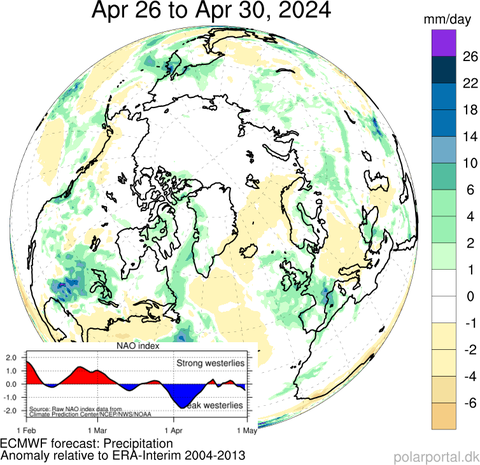 Apr 26 to Apr 30, 2024
mm/day
26
22
18
14
10
6
4
2
1
0
-1
-2
-4
-6
NAO index
2.0
1.0
0.0
-1.0
-2.0
Strong westerlies
eak westerlies
Source: Raw NAO index data from
Climate Prediction Center/NCEP/NWS/NOAA
1 Feb
1 Mar
1 Apr
1 May
ECMWF forecast: Precipitation
Anomaly relative to ERA-Interim 2004-2013
polarportal.dk